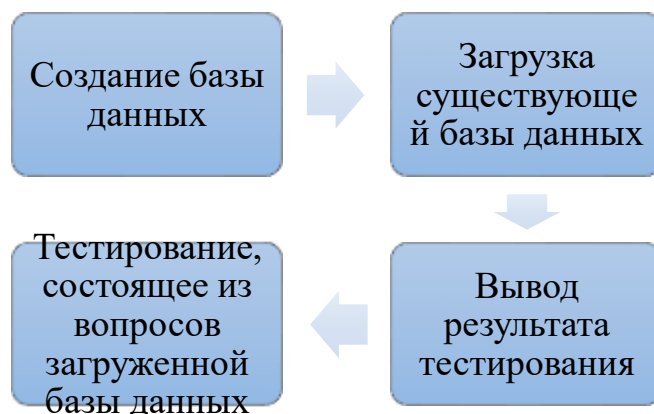 Создание базы
данных
Загрузка
существующе
й базы данных
Вывод
результата
тестирования
Тестирование,
состоящее из
вопросов
загруженной
базы данных